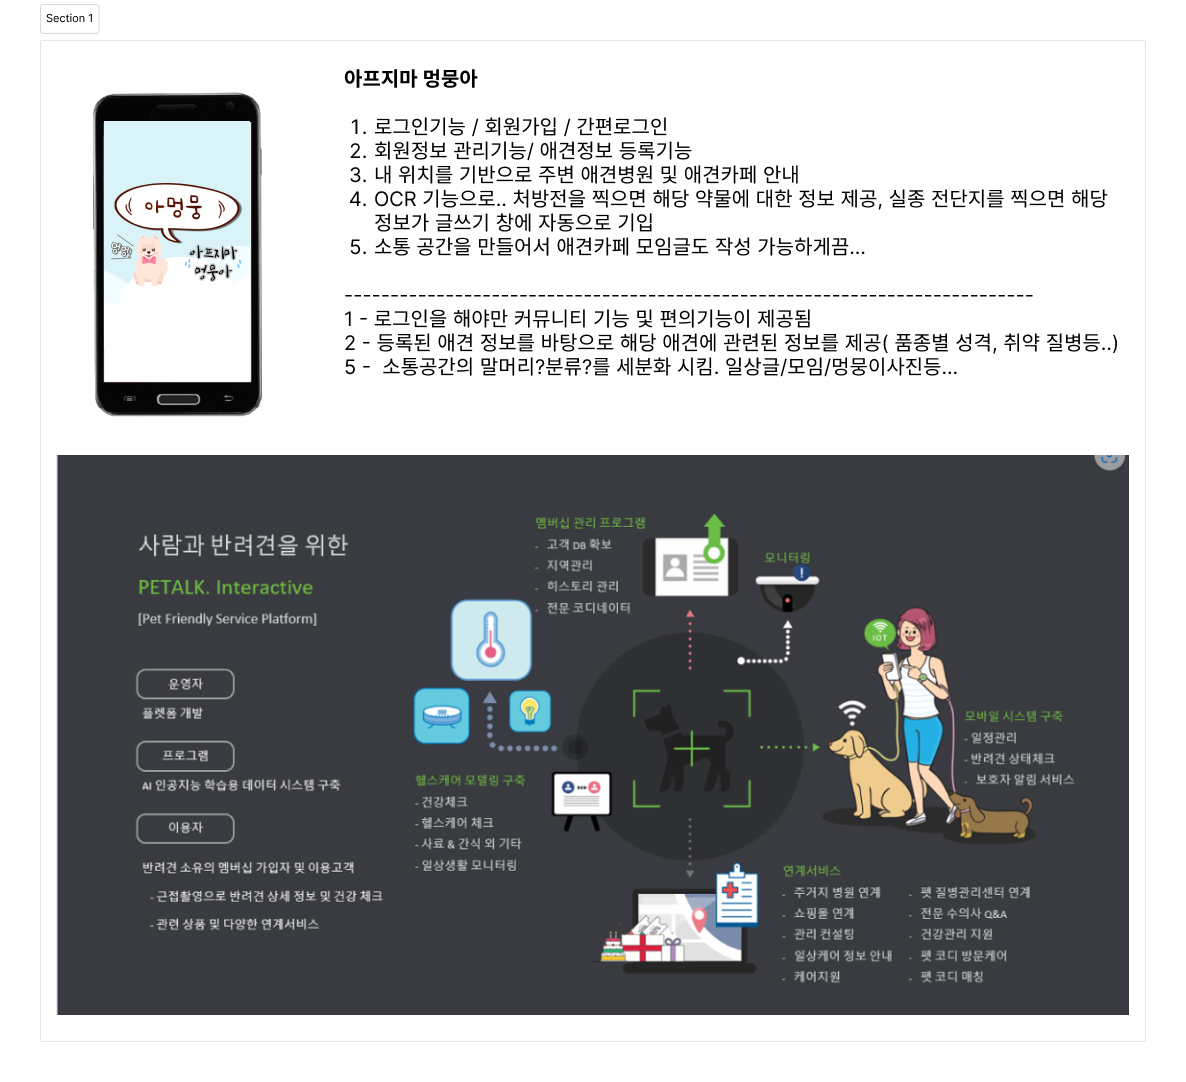 Section 1
아프지마 멍뭉아
1. 로그인기능 / 회원가입 / 간편로그인
2. 회원정보 관리기능/ 애견정보 등록기능
3. 내 위치를 기반으로 주변 애견병원 및 애견카페 안내
4. OCR 기능으로.. 처방전을 찍으면 해당 약물에 대한 정보 제공, 실종 전단지를 찍으면 해당
정보가 글쓰기 창에 자동으로 기입
5. 소통 공간을 만들어서 애견카페 모임글도 작성 가능하게끔...
---------------------------------------------------------------------------
1 - 로그인을 해야만 커뮤니티 기능 및 편의기능이 제공됨
2 - 등록된 애견 정보를 바탕으로 해당 애견에 관련된 정보를 제공( 품종별 성격, 취약 질병등..)
5 -  소통공간의 말머리?분류?를 세분화 시킴. 일상글/모임/멍뭉이사진등...
아멍뭉
멍멍!
아프지마
멍뭉아
사람과 반려견을 위한
PETALK. Interactive
[Pet Friendly Service Platform]
운영자
플렛폼 개발
프로그램
AI 인공지능 학습용 데이터 시스템 구축
이용자
반려견 소유의 멤버십 가입자 및 이용고객
- 근접촬영으로 반려견 상세 정보 및 건강 체크
- 관련 상품 및 다양한 연계서비스
멤버십 관리 프로그램
- 고객 DB 확보
- 지역관리
- 히스토리 관리
- 전문 코디네이터
모니터링
IOT
모바일 시스템 구축
- 일정관리
- 반려견 상태체크
- 보호자 알림 서비스
헬스케어 모델링 구축
- 건강체크
- 헬스케어 체크
- 사료 & 간식 외 기타
- 일상생활 모니터링
연계서비스
- 주거지 병원 연계
- 쇼핑몰 연계
- 관리 컨설팅
- 일상케어 정보 안내
- 케어지원
- 펫 질병관리센터 연계
- 전문 수의사 Q&A
- 건강관리 지원
- 펫 코디 방문케어
- 펫 코디 매칭